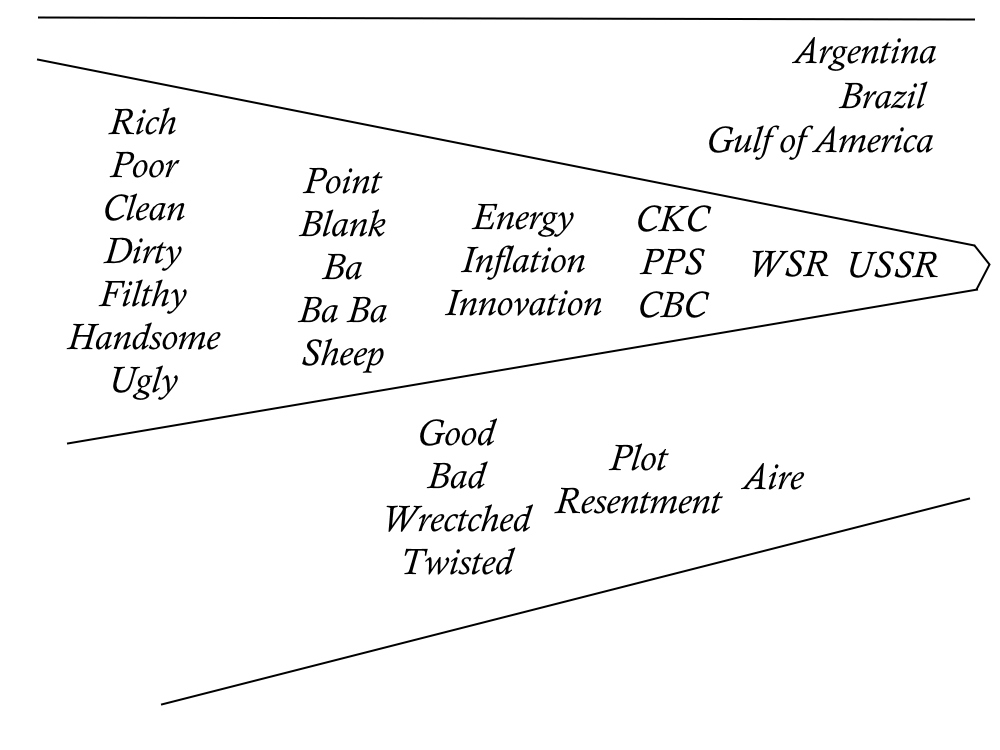 Argentina
Brazil
Gulf of America
Rich
Poor
Clean
Dirty
Filthy
Handsome
Ugly
Point
Blank
Ba
Ba Ba
Sheep
Energy
Inflation
Innovation
CKC
PPS
CBC
WSR
USSR
Good
Bad
Wrectched
Twisted
Plot
Resentment
Aire